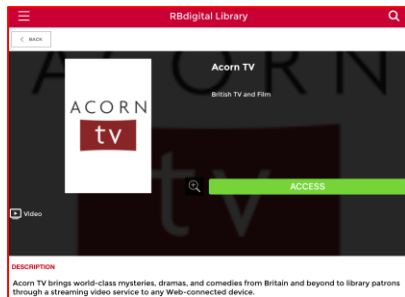 RBdigital Library
< BACK
Acorn TV
British TV and Film
ACORN
tv
ACCESS
Video
DESCRIPTION
Acorn TV brings world-class mysteries, dramas, and comedies from Britain and beyond to library patrons
through a streaming video service to any Web-connected device.